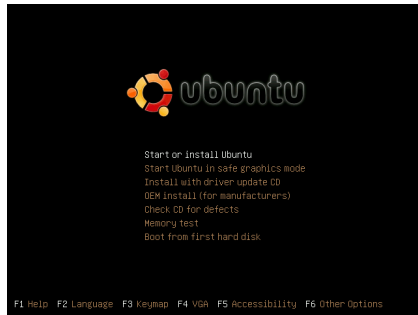 ubuntu
Start or install Ubuntu
Start Ubuntu in safe graphics mode
Install with driver update CD
OEM install (for manufacturers)
Check CD for defects
Memory test
Boot from first hard disk
F1 Help F2 Language F3 Keymap F4 VGA F5 Accessibility F6 Other Options